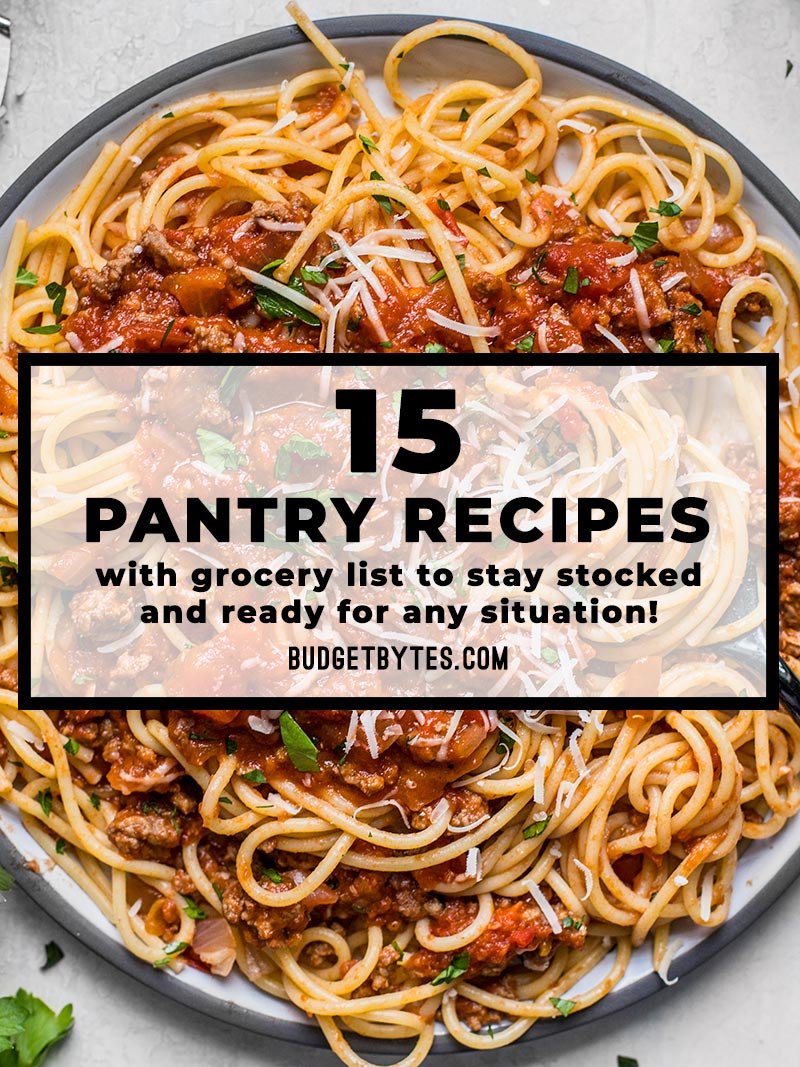 15
PANTRY RECIPES
with grocery list to stay stocked
and ready for any situation!
BUDGETBYTES.COM